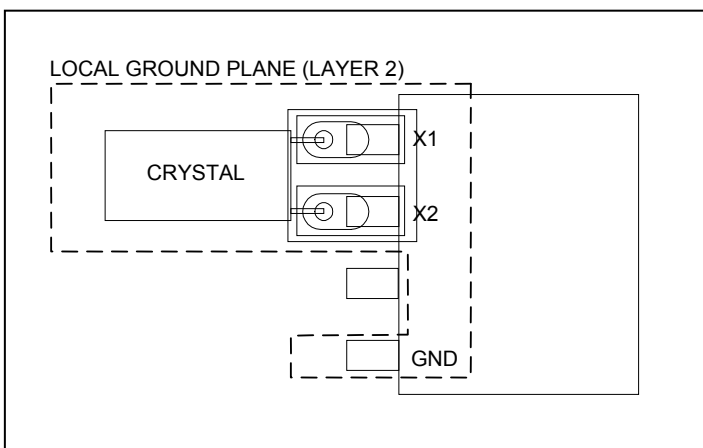 LOCAL GROUND PLANE (LAYER 2)
X1
CRYSTAL
X2
GND